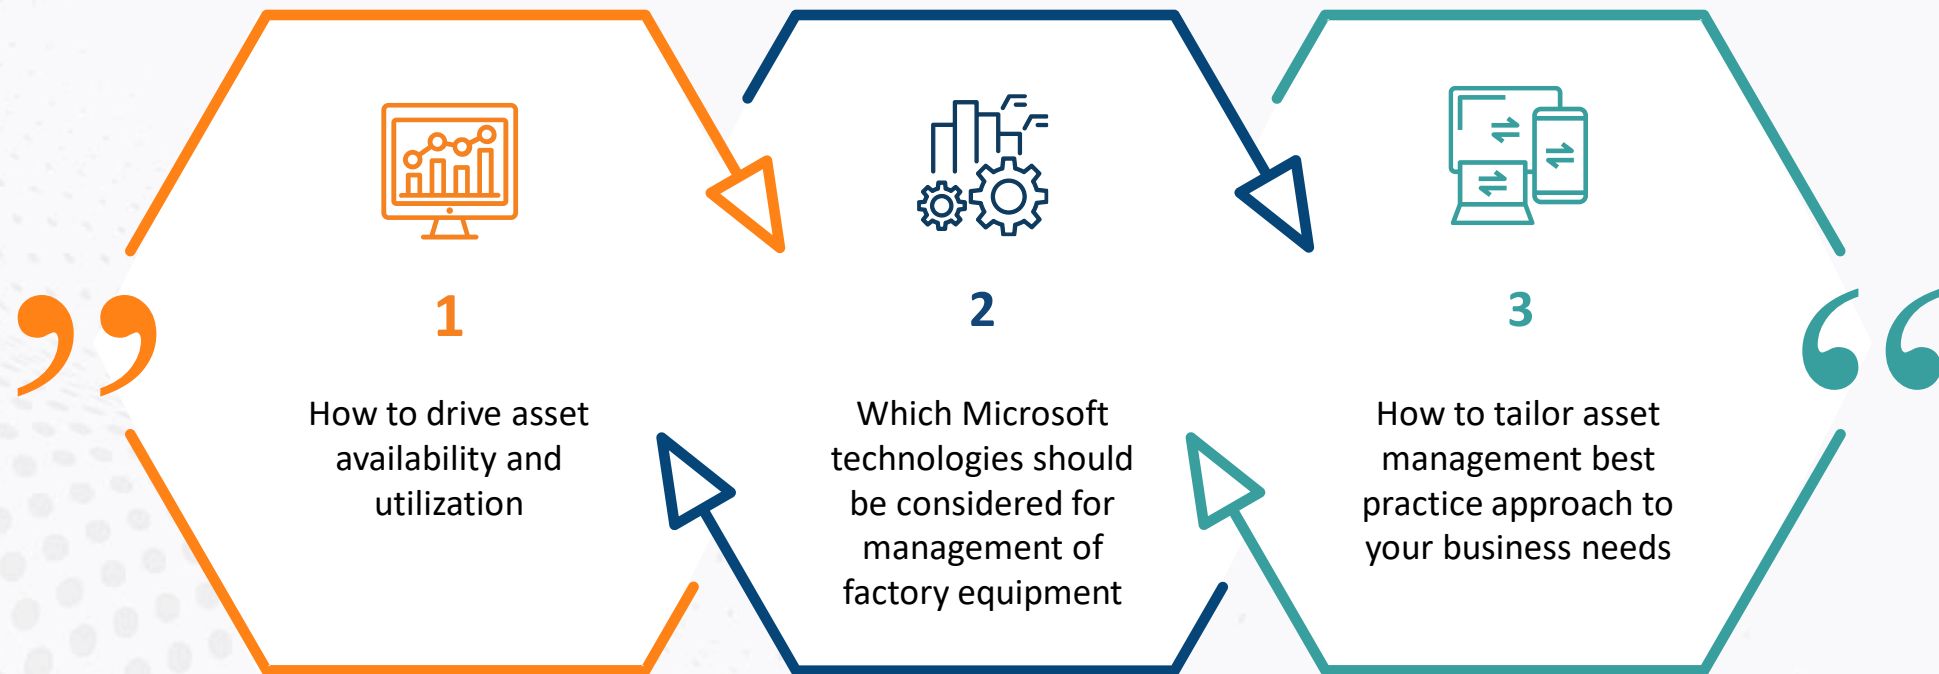 ”
1
How to drive asset
availability and
utilization
2
Which Microsoft
technologies should
be considered for
management of
factory equipment
3
How to tailor asset
management best
practice approach to
your business needs
“